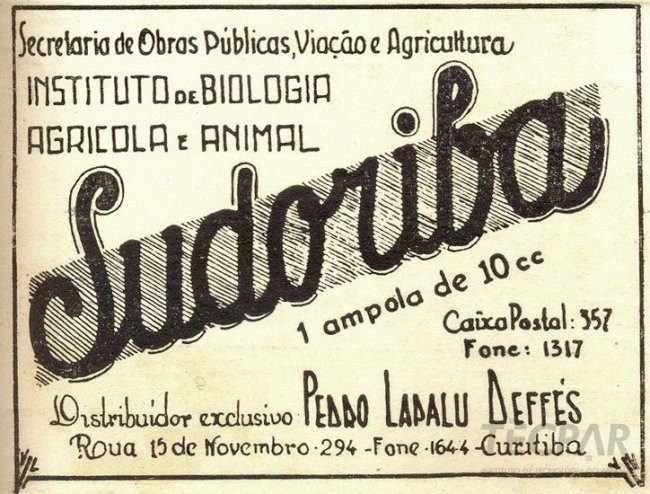 Secretaria de Obras Públicas, Viação e Agricultura
INSTITUTO DE BIOLOGIA
AGRICOLA E ANIMAL
Sudoriba
1 ampola de 10 cc
Caixa Postal: 357
Fone: 1317
Distribuidor exclusivo PEDRO LAPALU DEFFÉS
Rua 15 de Novembro · 294 - Fone · 1644 - Curitiba
TECPAR